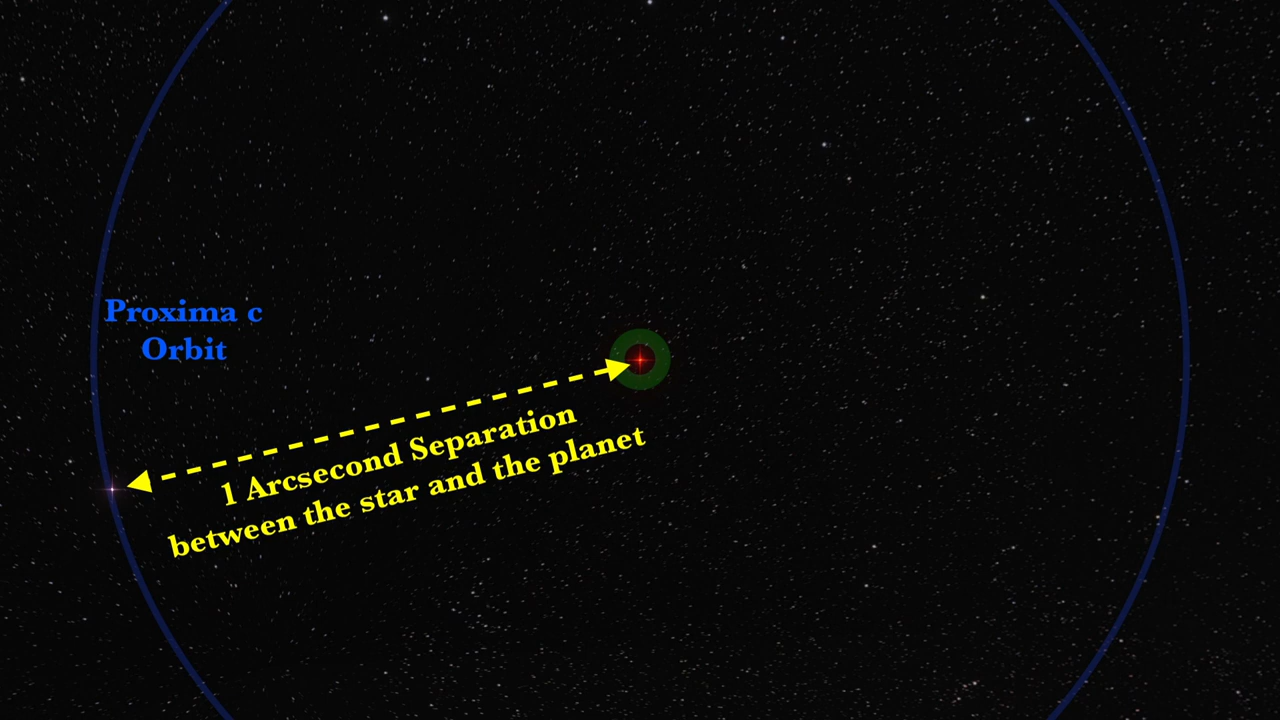 Proxima c
Orbit
1 Arcsecond Separation
between the star and the planet